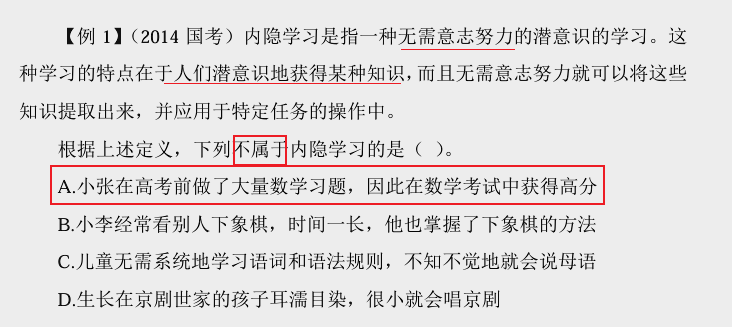 【例 1】（2014 国考）内隐学习是指一种无需意志努力的潜意识的学习。这
种学习的特点在于人们潜意识地获得某种知识，而且无需意志努力就可以将这些
知识提取出来，并应用于特定任务的操作中。
根据上述定义，下列不属于内隐学习的是（ ）。
A.小张在高考前做了大量数学习题，因此在数学考试中获得高分
B.小李经常看别人下象棋，时间一长，他也掌握了下象棋的方法
C.儿童无需系统地学习语词和语法规则，不知不觉地就会说母语
D.生长在京剧世家的孩子耳濡目染，很小就会唱京剧